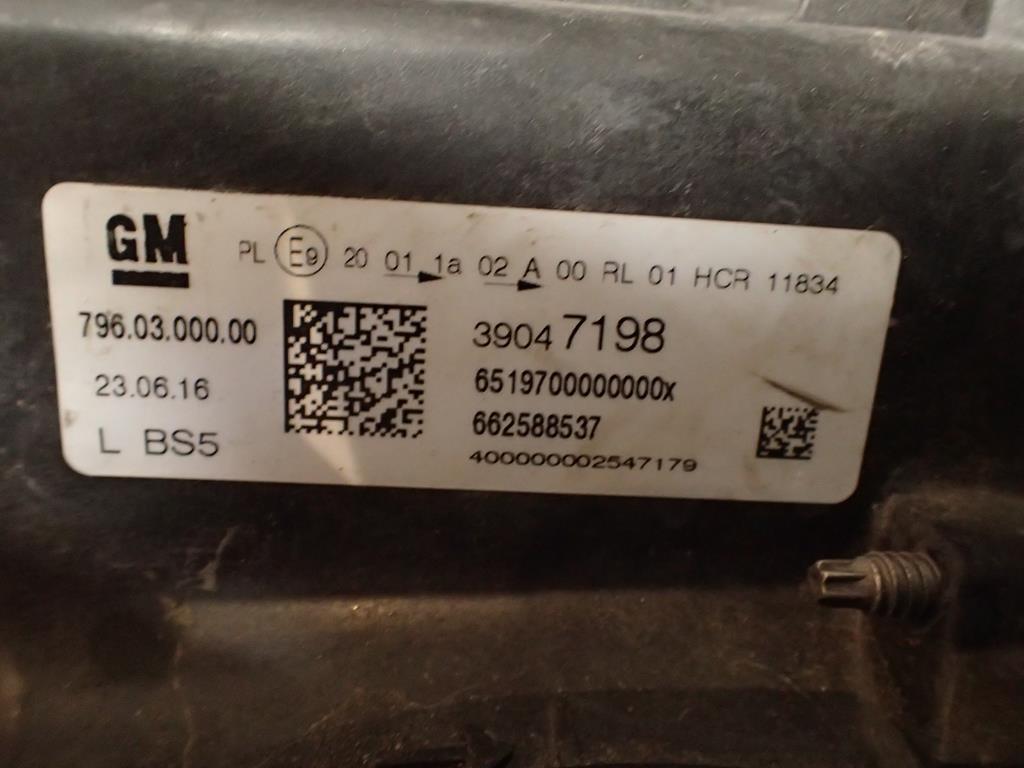 GM
PL E9 20 01 1a 02 A 00 RL 01 HCR 11834
796.03.000.00
39047198
23.06.16
6519700000000x
L BS5
662588537
400000002547179